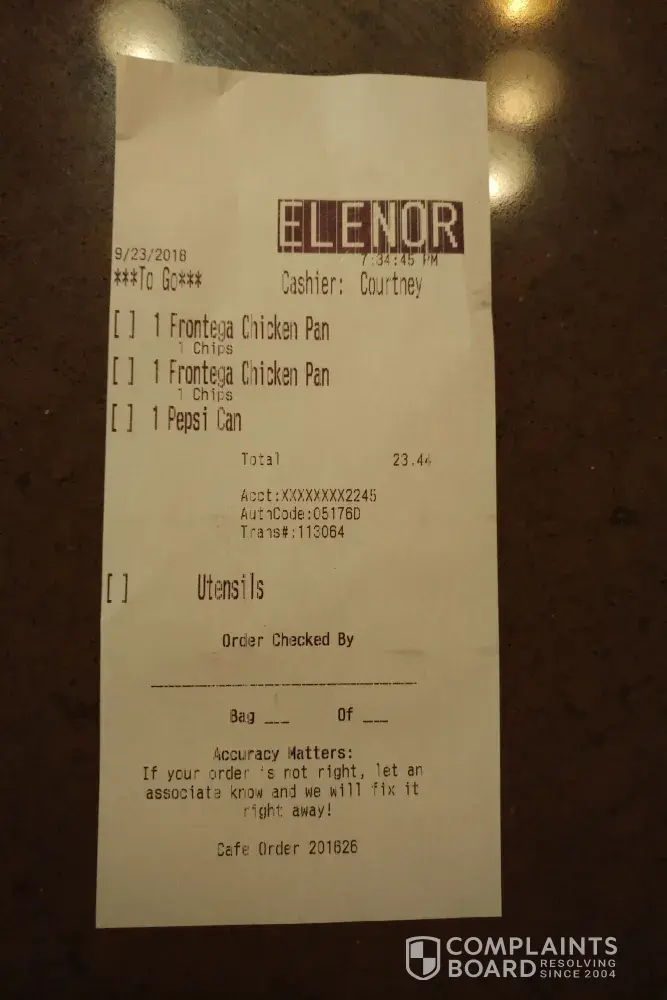 ELENOR
9/23/2018 7:34:45 PM
***To Go*** Cashier: Courtney
[ ] 1 Frontega Chicken Pan
1 Chips
[ ] 1 Frontega Chicken Pan
1 Chips
[ ] 1 Pepsi Can
Total 23.44
Acct:XXXXXXXX2245
AuthCode:05176D
Trans#:113064
[ ] Utensils
Order Checked By
Bag ___ Of ___
Accuracy Matters:
If your order is not right, let an
associate know and we will fix it
right away!
Cafe Order 201626
COMPLAINTS
BOARD RESOLVING
SINCE 2004